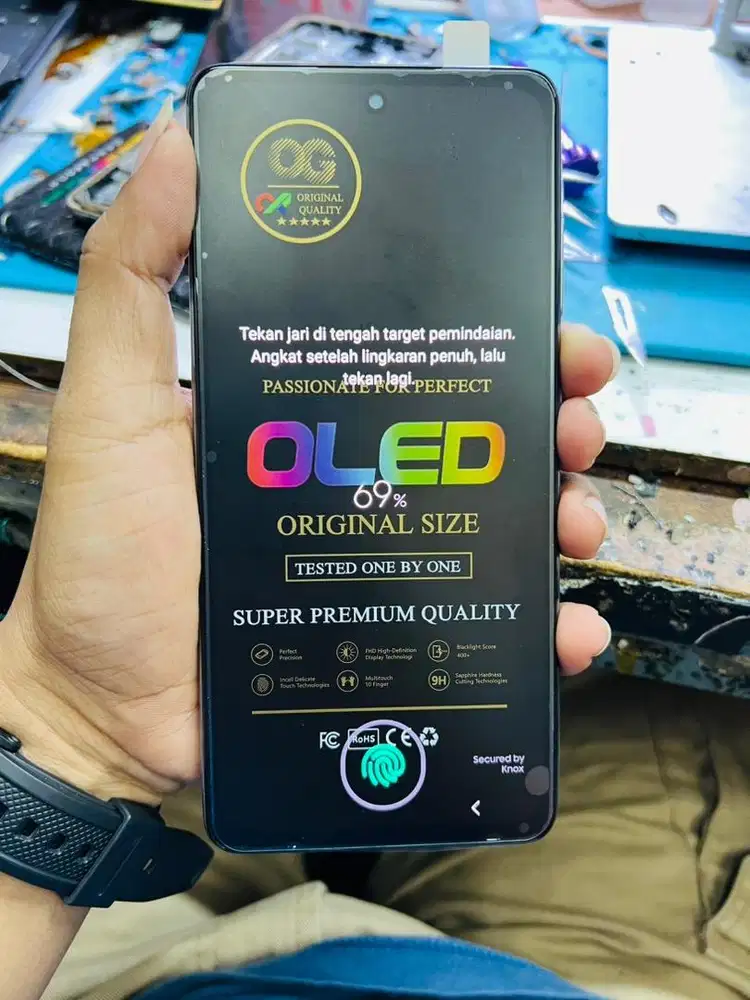 OG
ORIGINAL
QUALITY
Tekan jari di tengah target pemindaian.
Angkat setelah lingkaran penuh, lalu
tekan lagi.
PASSIONATE FOR PERFECT
OLED
69%
ORIGINAL SIZE
TESTED ONE BY ONE
SUPER PREMIUM QUALITY
Perfect
Precision
FHD High-Definition
Display Technologi
Blacklight Score
400+
Incell Delicate
Touch Technologies
Multitouch
10 Finger
9H
Sapphire Hardness
Cutting Technologies
FC RoHS CE
Secured by
Knox